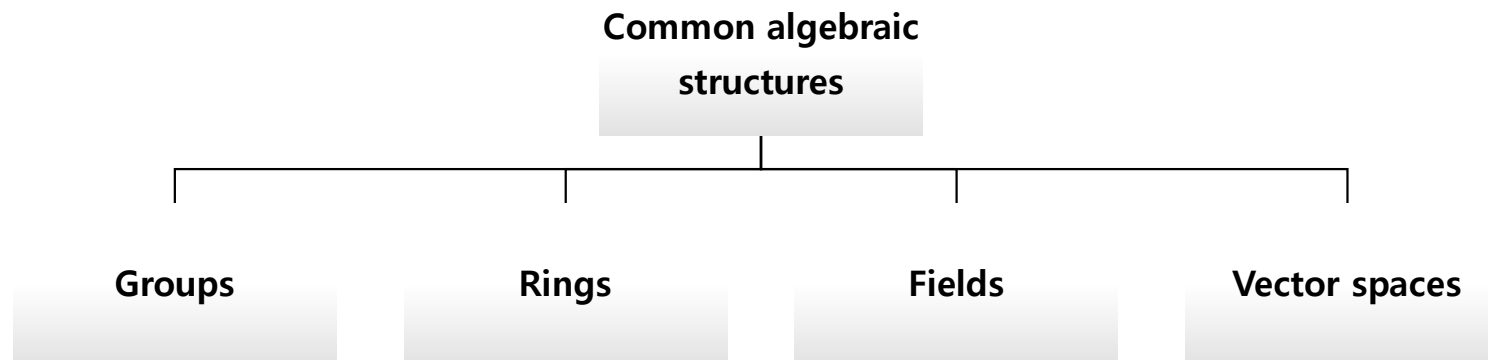 Common algebraic
structures
Groups
Rings
Fields
Vector spaces